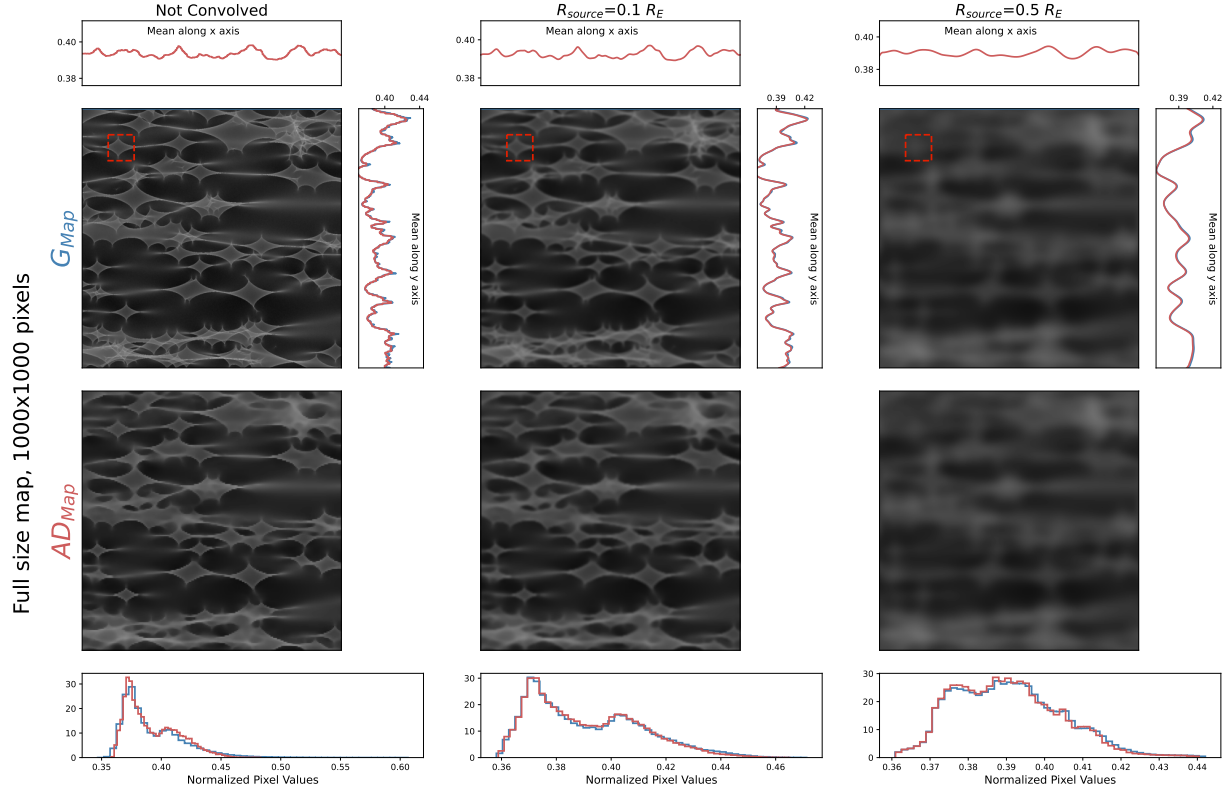 Not Convolved
R_source=0.1 R_E
R_source=0.5 R_E
Mean along x axis
0.40
0.38
Mean along x axis
0.40
0.38
Mean along x axis
0.40
0.38
0.40 0.44
0.39 0.42
0.39 0.42
Full size map, 1000x1000 pixels
G_Map
Mean along y axis
Mean along y axis
Mean along y axis
AD_Map
30
20
10
0
0.35 0.40 0.45 0.50 0.55 0.60
Normalized Pixel Values
30
20
10
0
0.36 0.38 0.40 0.42 0.44 0.46
Normalized Pixel Values
30
20
10
0
0.36 0.37 0.38 0.39 0.40 0.41 0.42 0.43 0.44
Normalized Pixel Values